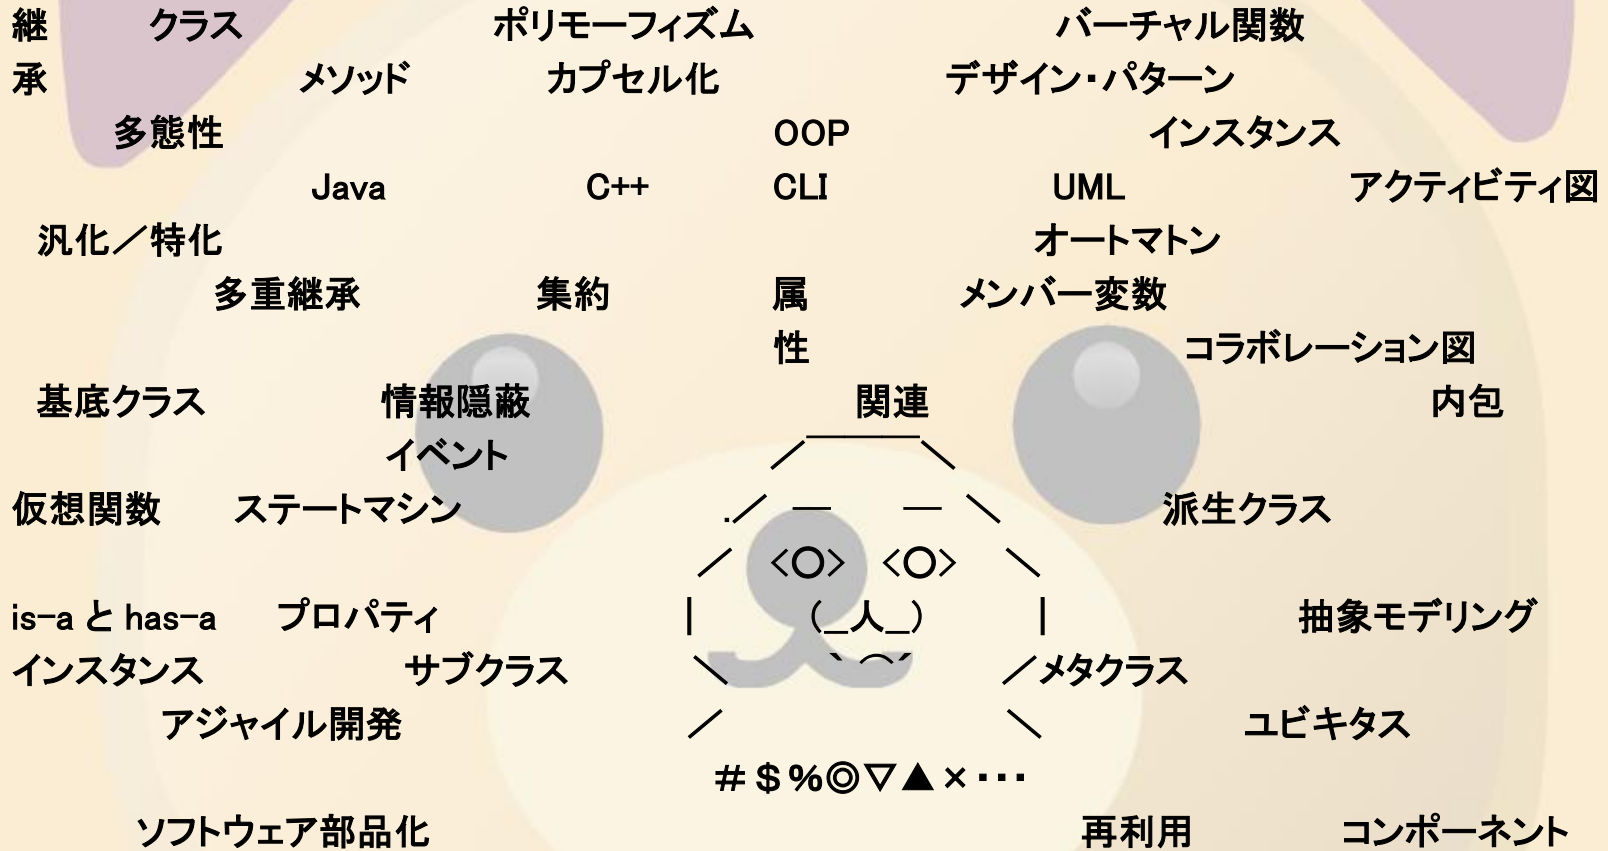 継 クラス ポリモーフィズム バーチャル関数
承 メソッド カプセル化 デザイン・パターン
多態性 OOP インスタンス
Java C++ CLI UML アクティビティ図
汎化／特化 オートマトン
多重継承 集約 属 メンバー変数
性 コラボレーション図
基底クラス 情報隠蔽 関連 内包
イベント ／￣￣￣＼
仮想関数 ステートマシン .／ ― ― ＼ 派生クラス
／ <○> <○> ＼
is-a と has-a プロパティ | (__人__) | 抽象モデリング
インスタンス サブクラス ＼ ｀⌒´ ／メタクラス
アジャイル開発 ／ ＼ ユビキタス
＃＄％◎▽▲×・・・
ソフトウェア部品化 再利用 コンポーネント